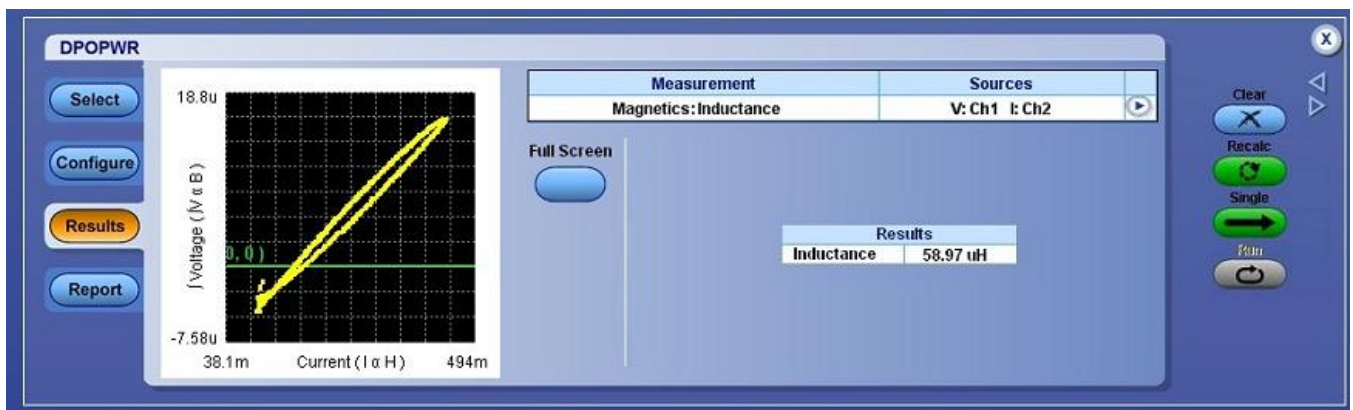 DPOPWR
X
Select
Configure
Results
Report
18.8u
∫Voltage (∫V α B)
0, 0 )
-7.58u
38.1m Current ( I α H ) 494m
Measurement Sources
Magnetics:Inductance V: Ch1 I: Ch2
Full Screen
Results
Inductance 58.97 uH
Clear
Recalc
Single
Run